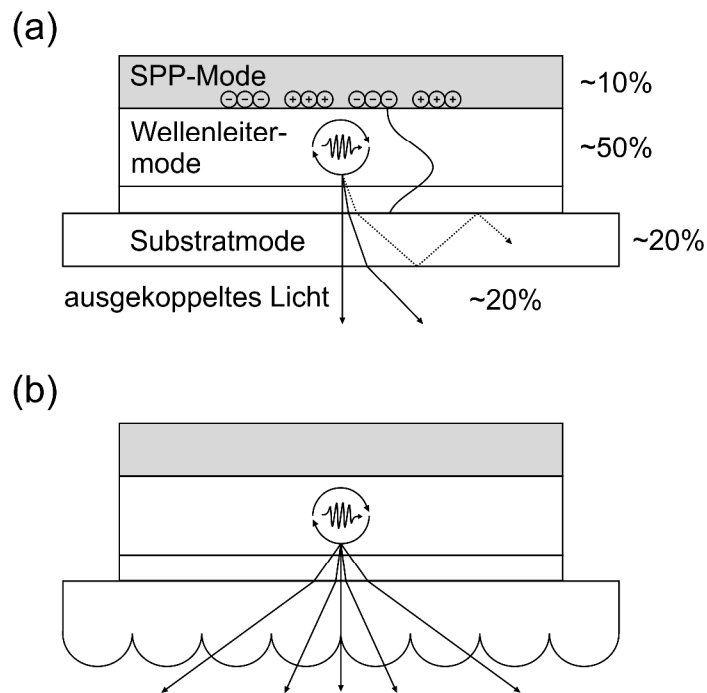 (a)
SPP-Mode
~10%
− − − + + + − − − + + +
Wellenleiter-
mode
~50%
Substratmode
~20%
ausgekoppeltes Licht
~20%
(b)